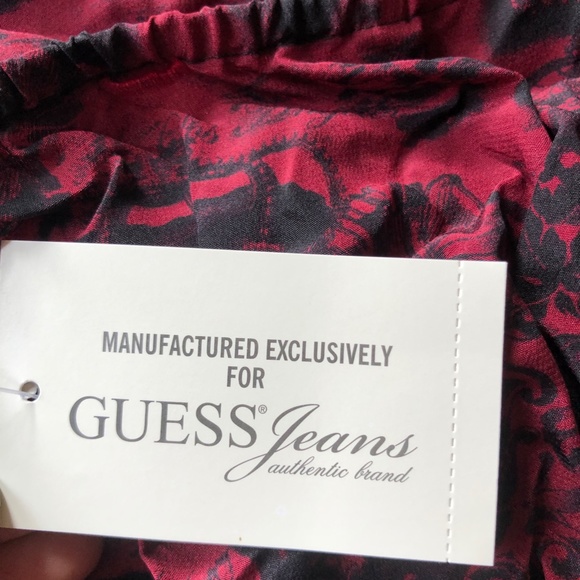 MANUFACTURED EXCLUSIVELY
FOR
GUESS® Jeans
authentic brand